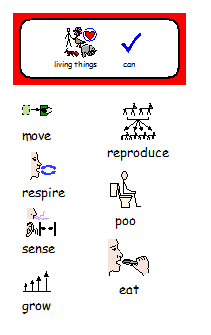 living things can
move
reproduce
respire
poo
sense
eat
grow